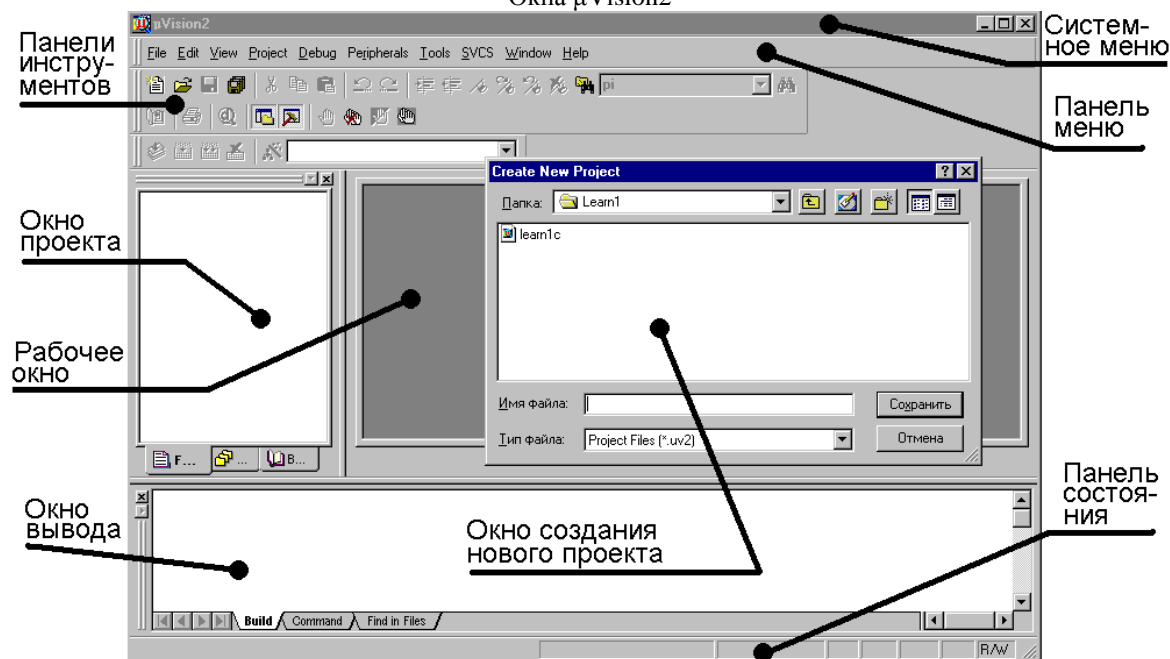 Окна µVision2
µVision2
Систем-
ное меню
Панели
инстру-
ментов
File Edit View Project Debug Peripherals Tools SVCS Window Help
pi
Панель
меню
Create New Project
Папка: Learn1
learn1c
Окно
проекта
Рабочее
окно
Имя файла:
Сохранить
Тип файла: Project Files (*.uv2)
Отмена
F... ... B...
Панель
состоя-
ния
Окно
вывода
Окно создания
нового проекта
Build Command Find in Files
R/W